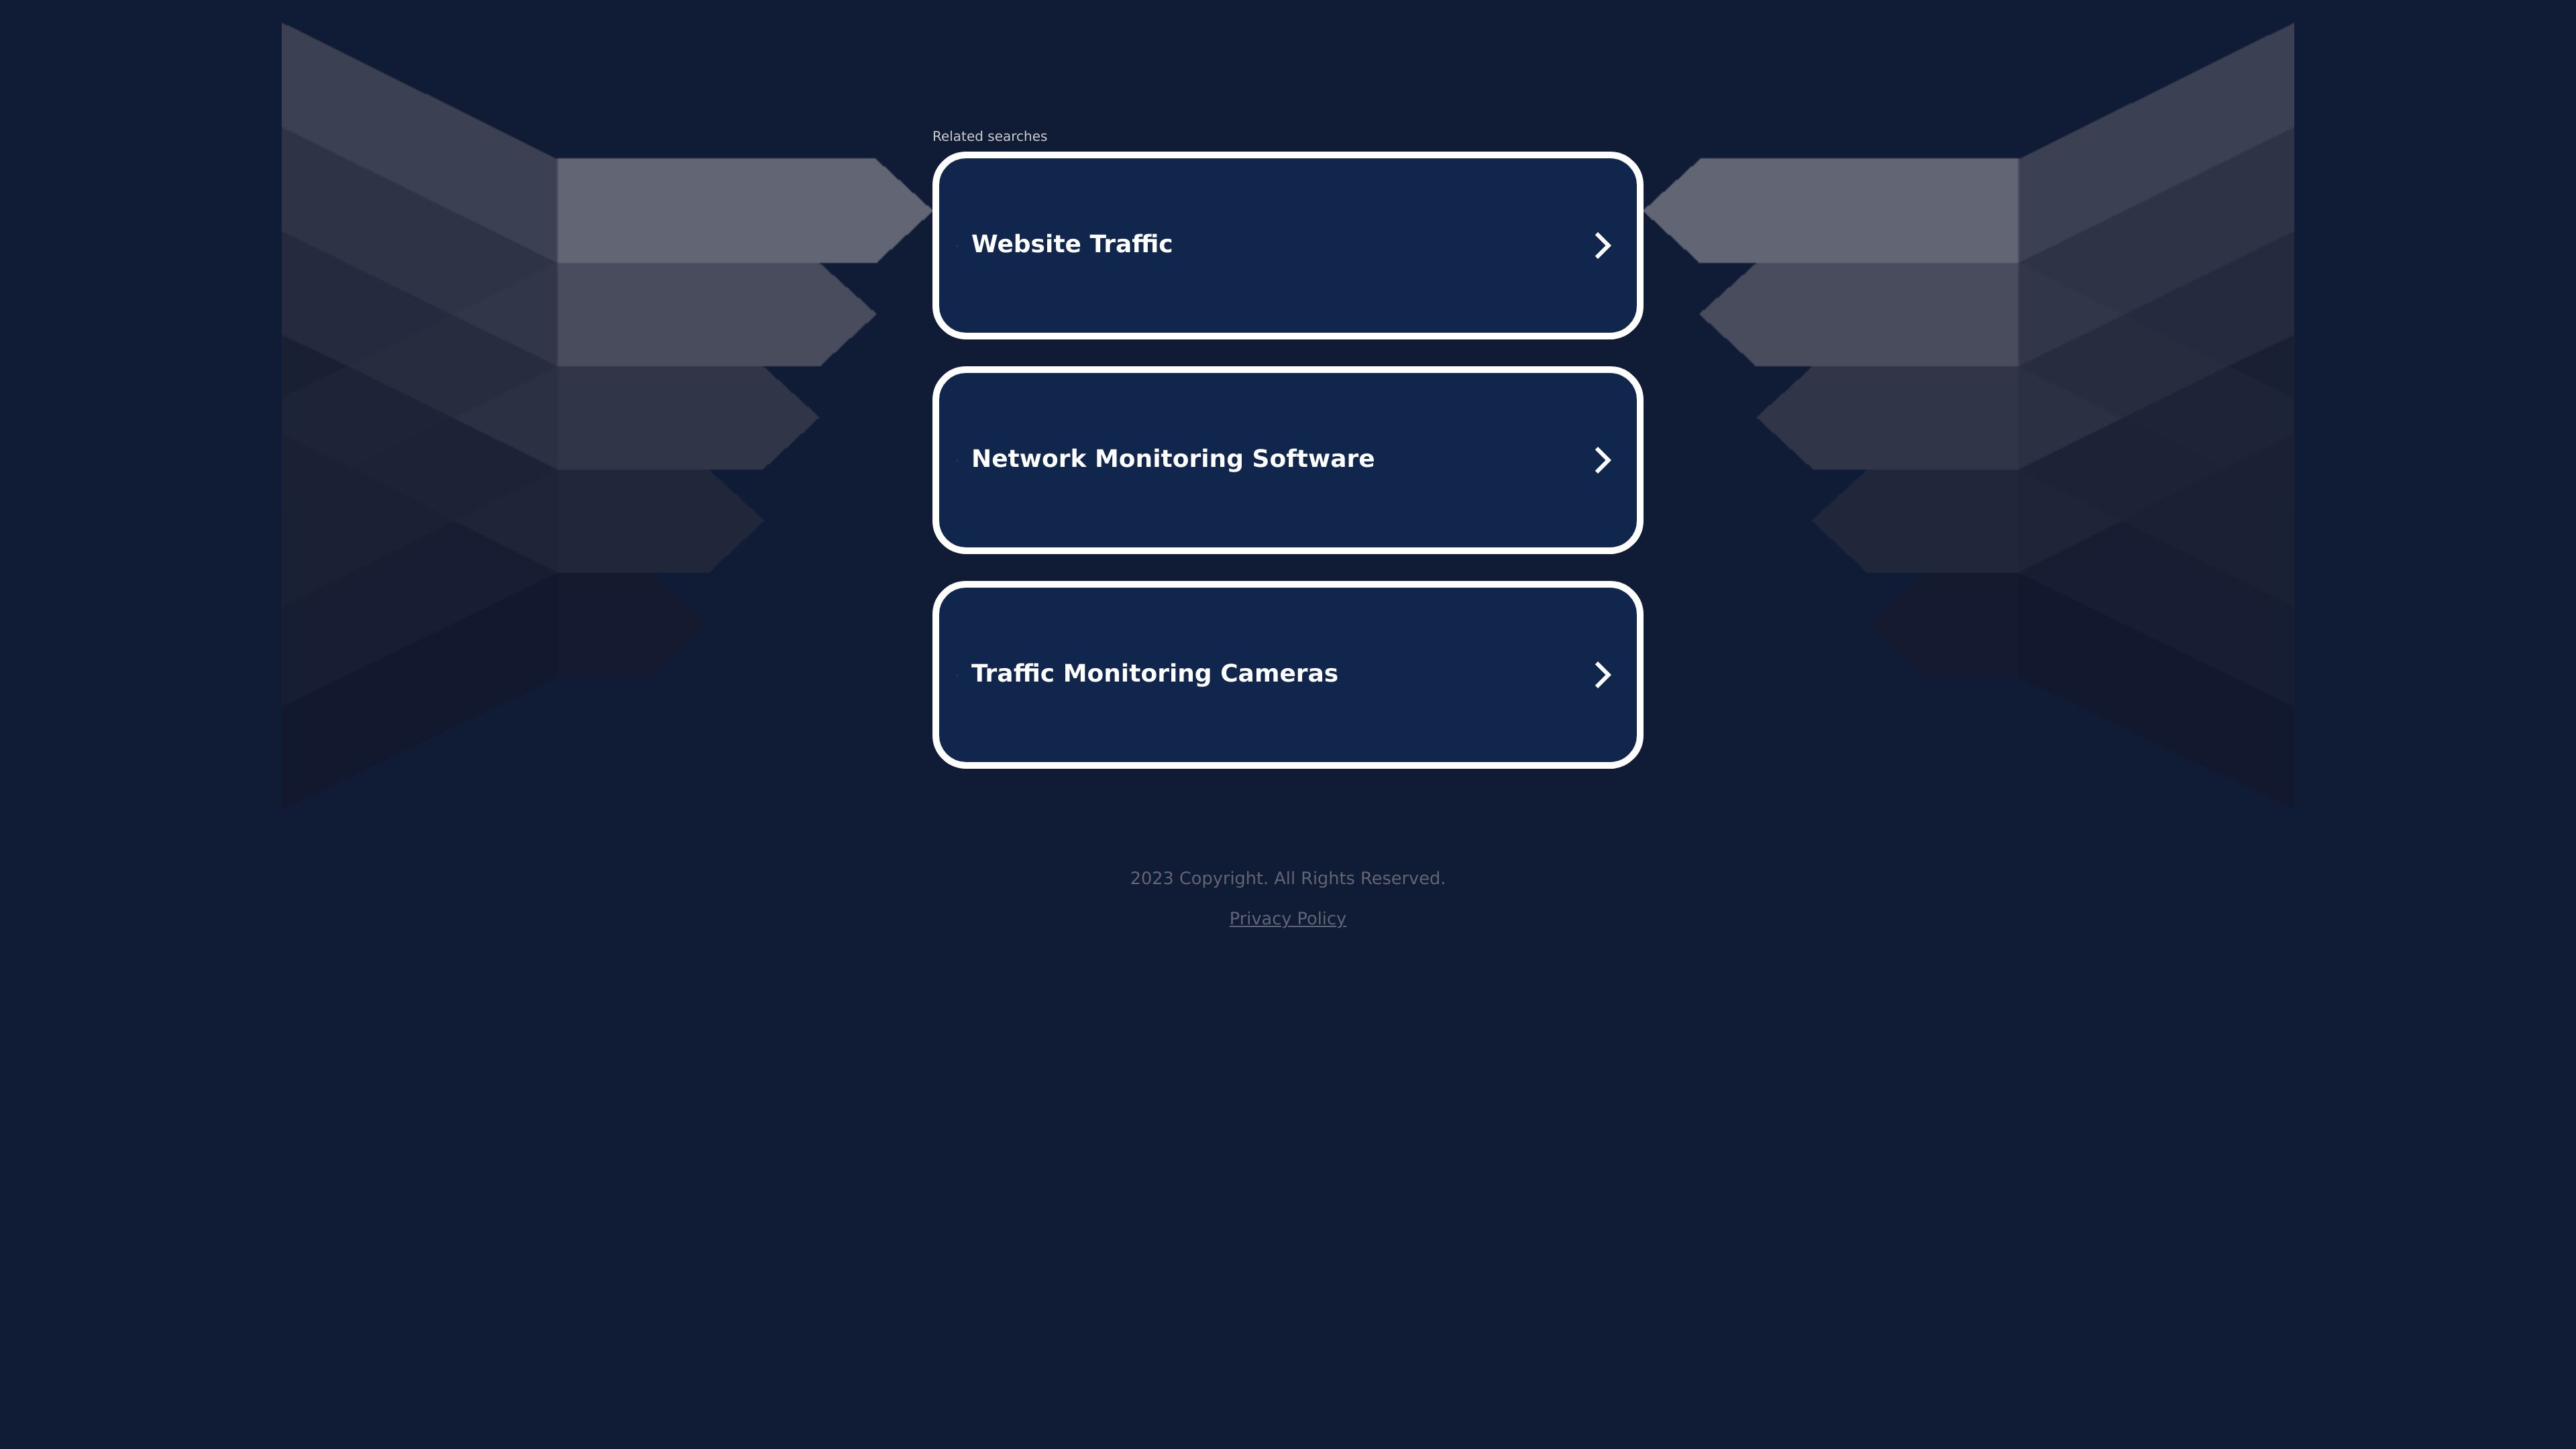 Related searches
Website Traffic
Network Monitoring Software
Traffic Monitoring Cameras
2023 Copyright. All Rights Reserved.
Privacy Policy